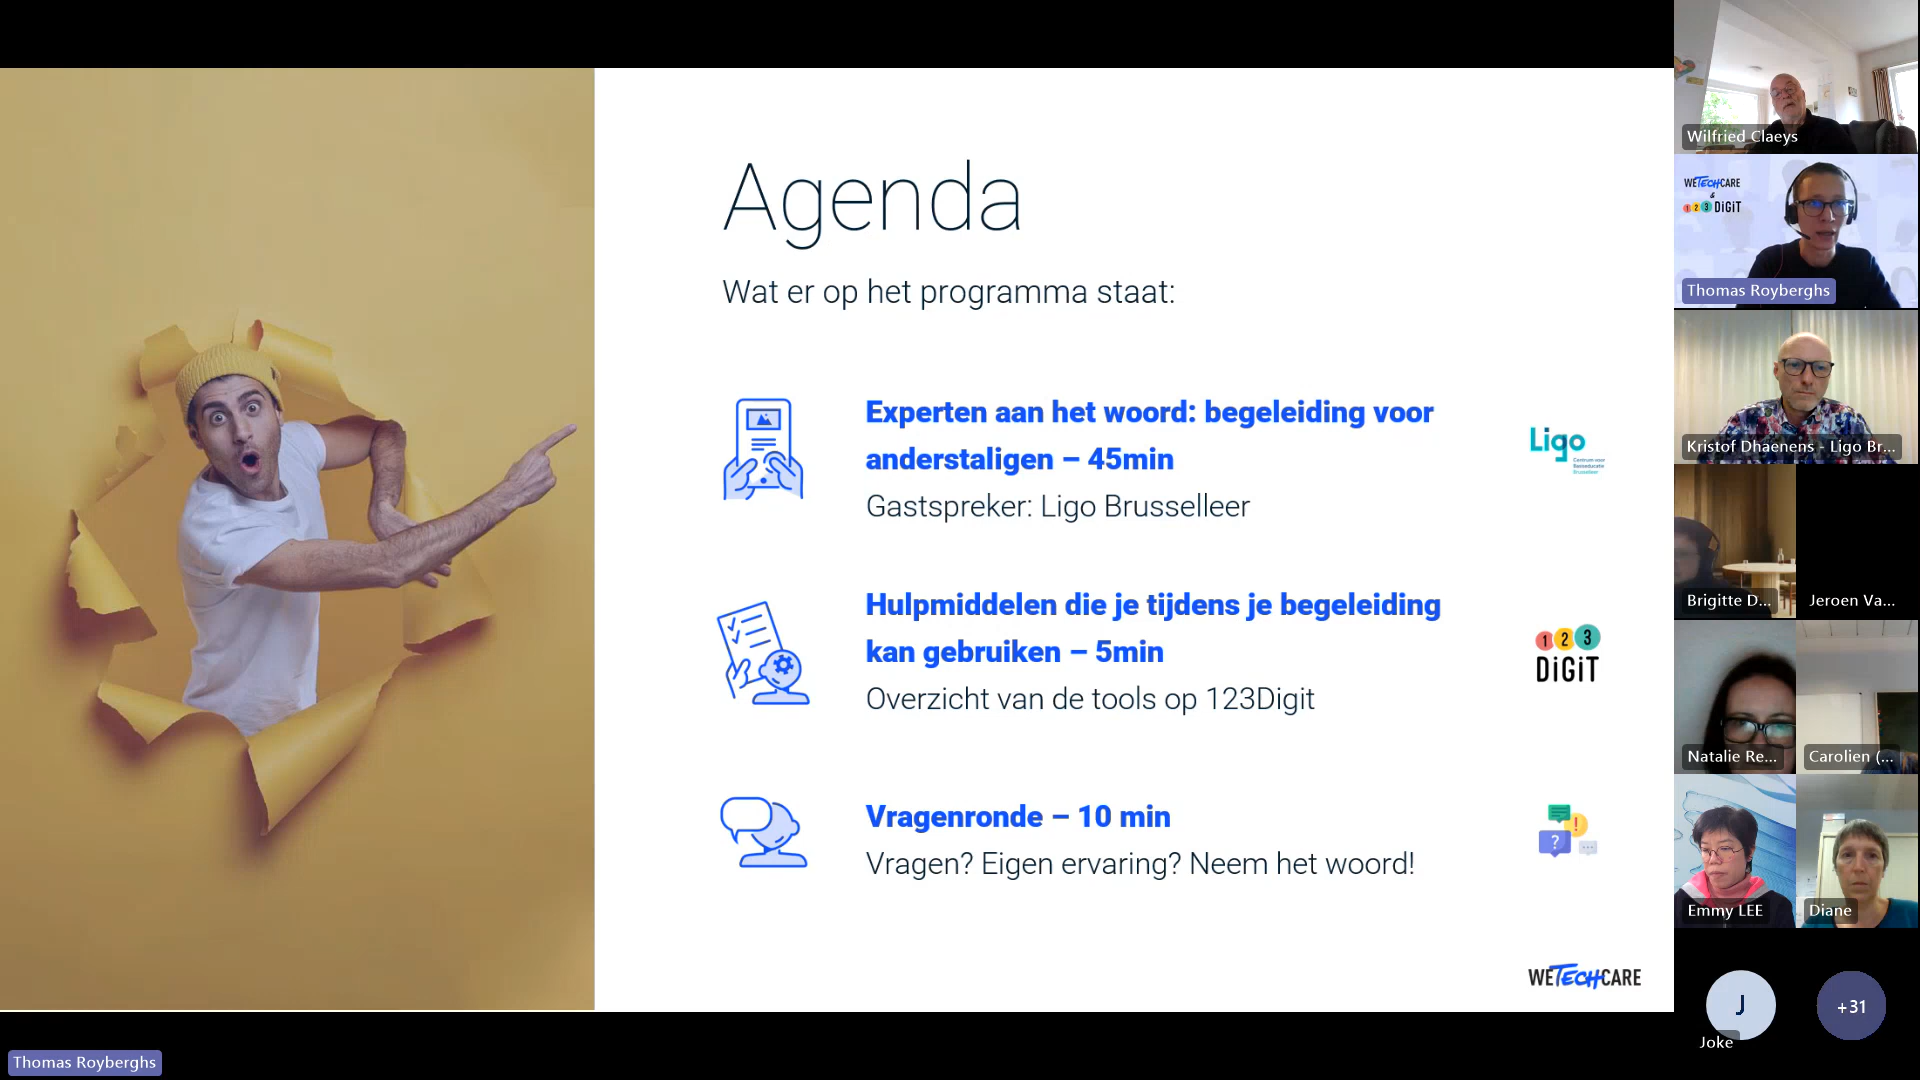 Agenda
Wat er op het programma staat:
Experten aan het woord: begeleiding voor
anderstaligen – 45min
Gastspreker: Ligo Brusselleer
Ligo
Hulpmiddelen die je tijdens je begeleiding
kan gebruiken – 5min
Overzicht van de tools op 123Digit
1 2 3
DiGiT
Vragenronde – 10 min
Vragen? Eigen ervaring? Neem het woord!
! ?
WETECHCARE
Thomas Royberghs
Wilfried Claeys
WETECHCARE
&
1 2 3 DiGiT
Thomas Royberghs
Kristof Dhaenens - Ligo Br...
Brigitte D...
Jeroen Va...
Natalie Re...
Carolien (...
Emmy LEE
Diane
J
Joke
+31